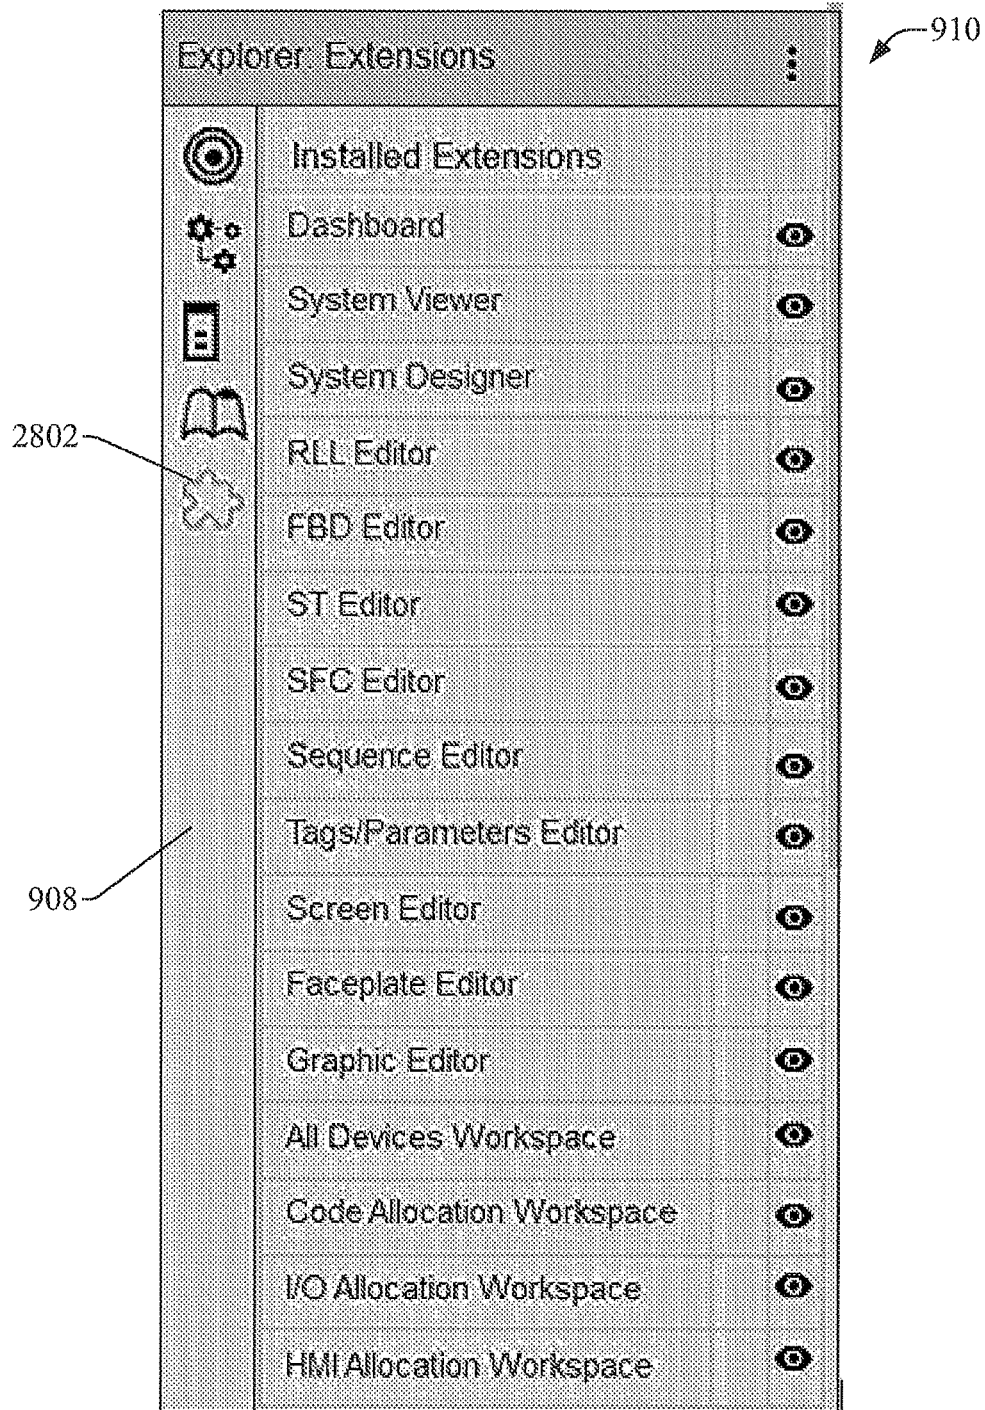 910
Explorer: Extensions
Installed Extensions
Dashboard
System Viewer
System Designer
2802
RLL Editor
FBD Editor
ST Editor
SFC Editor
Sequence Editor
Tags/Parameters Editor
908
Screen Editor
Faceplate Editor
Graphic Editor
All Devices Workspace
Code Allocation Workspace
I/O Allocation Workspace
HMI Allocation Workspace